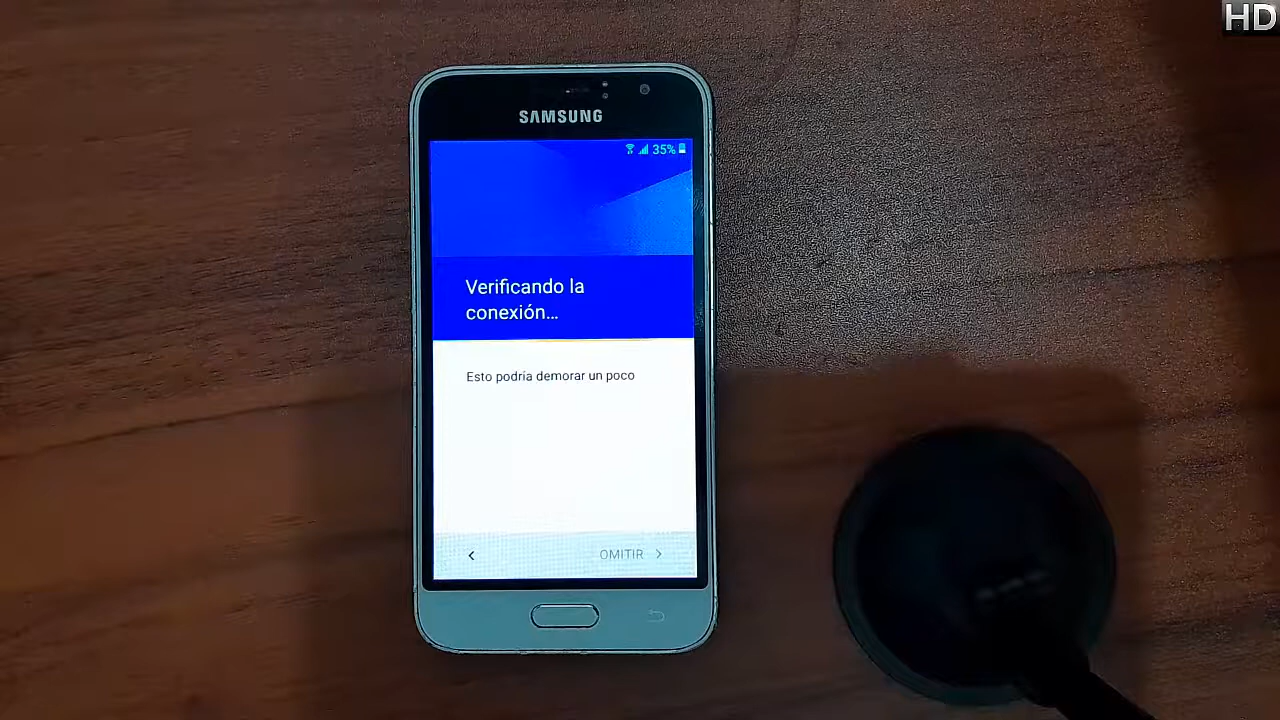 HD
SAMSUNG
35%
Verificando la
conexión...
Esto podría demorar un poco
OMITIR